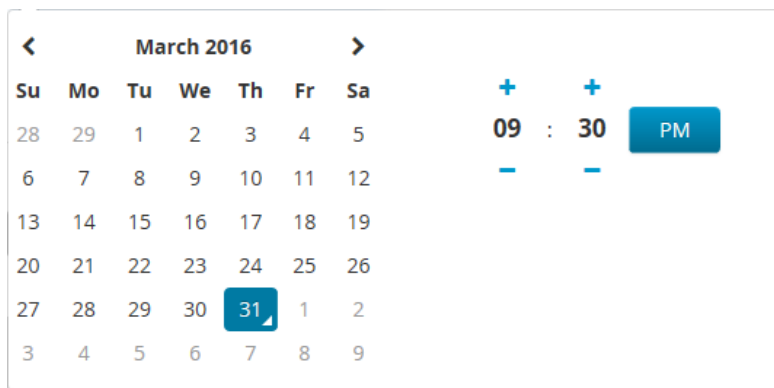 March 2016
Su Mo Tu We Th Fr Sa
28 29 1 2 3 4 5
6 7 8 9 10 11 12
13 14 15 16 17 18 19
20 21 22 23 24 25 26
27 28 29 30 31 1 2
3 4 5 6 7 8 9
+ +
09 : 30 PM
− −